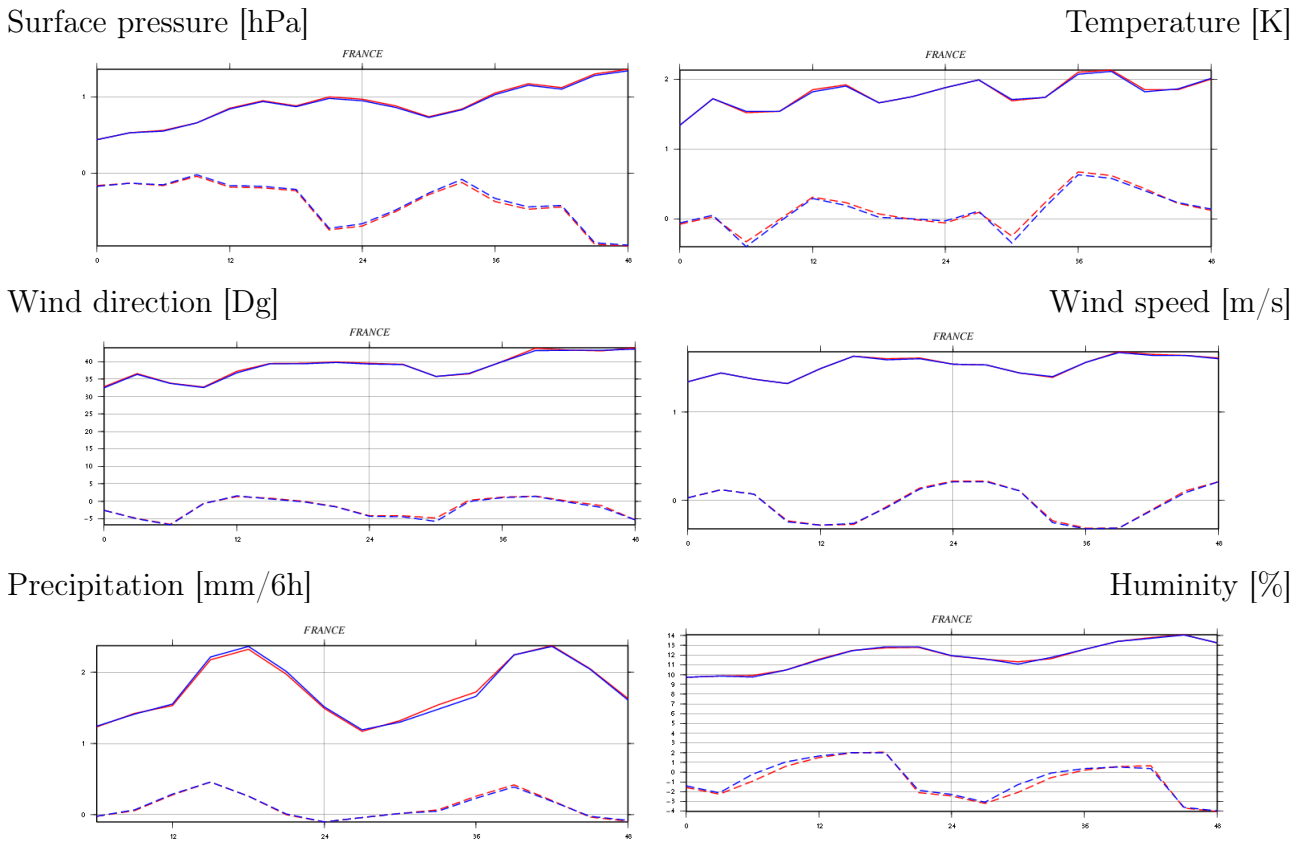 Surface pressure [hPa]
Temperature [K]
FRANCE
1
0
0 12 24 36 48
FRANCE
2
1
0
0 12 24 36 48
Wind direction [Dg]
Wind speed [m/s]
FRANCE
40
35
30
25
20
15
10
5
0
-5
0 12 24 36 48
FRANCE
1
0
0 12 24 36 48
Precipitation [mm/6h]
Huminity [%]
FRANCE
2
1
0
12 24 36 48
FRANCE
14
13
12
11
10
9
8
7
6
5
4
3
2
1
0
-1
-2
-3
-4
0 12 24 36 48